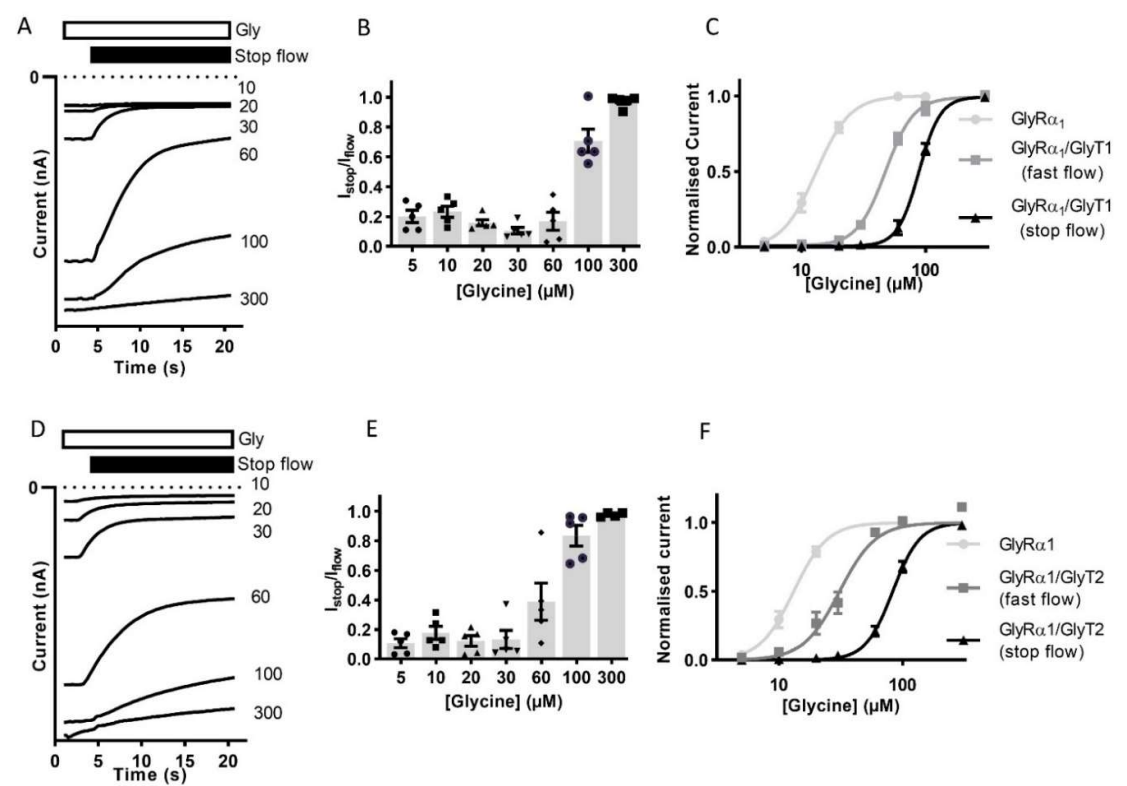 A
Gly
Stop flow
0
10
20
30
60
100
300
Current (nA)
0 5 10 15 20
Time (s)
B
Istop/Iflow
1.0
0.8
0.6
0.4
0.2
0.0
5 10 20 30 60 100 300
[Glycine] (µM)
C
Normalised Current
1.0
0.5
0.0
10 100
[Glycine] (µM)
GlyRα1
GlyRα1/GlyT1
(fast flow)
GlyRα1/GlyT1
(stop flow)
D
Gly
Stop flow
0
10
20
30
60
100
300
Current (nA)
0 5 10 15 20
Time (s)
E
Istop/Iflow
1.0
0.8
0.6
0.4
0.2
0.0
5 10 20 30 60 100 300
[Glycine] (µM)
F
Normalised current
1.0
0.5
0.0
10 100
[Glycine] (µM)
GlyRα1
GlyRα1/GlyT2
(fast flow)
GlyRα1/GlyT2
(stop flow)